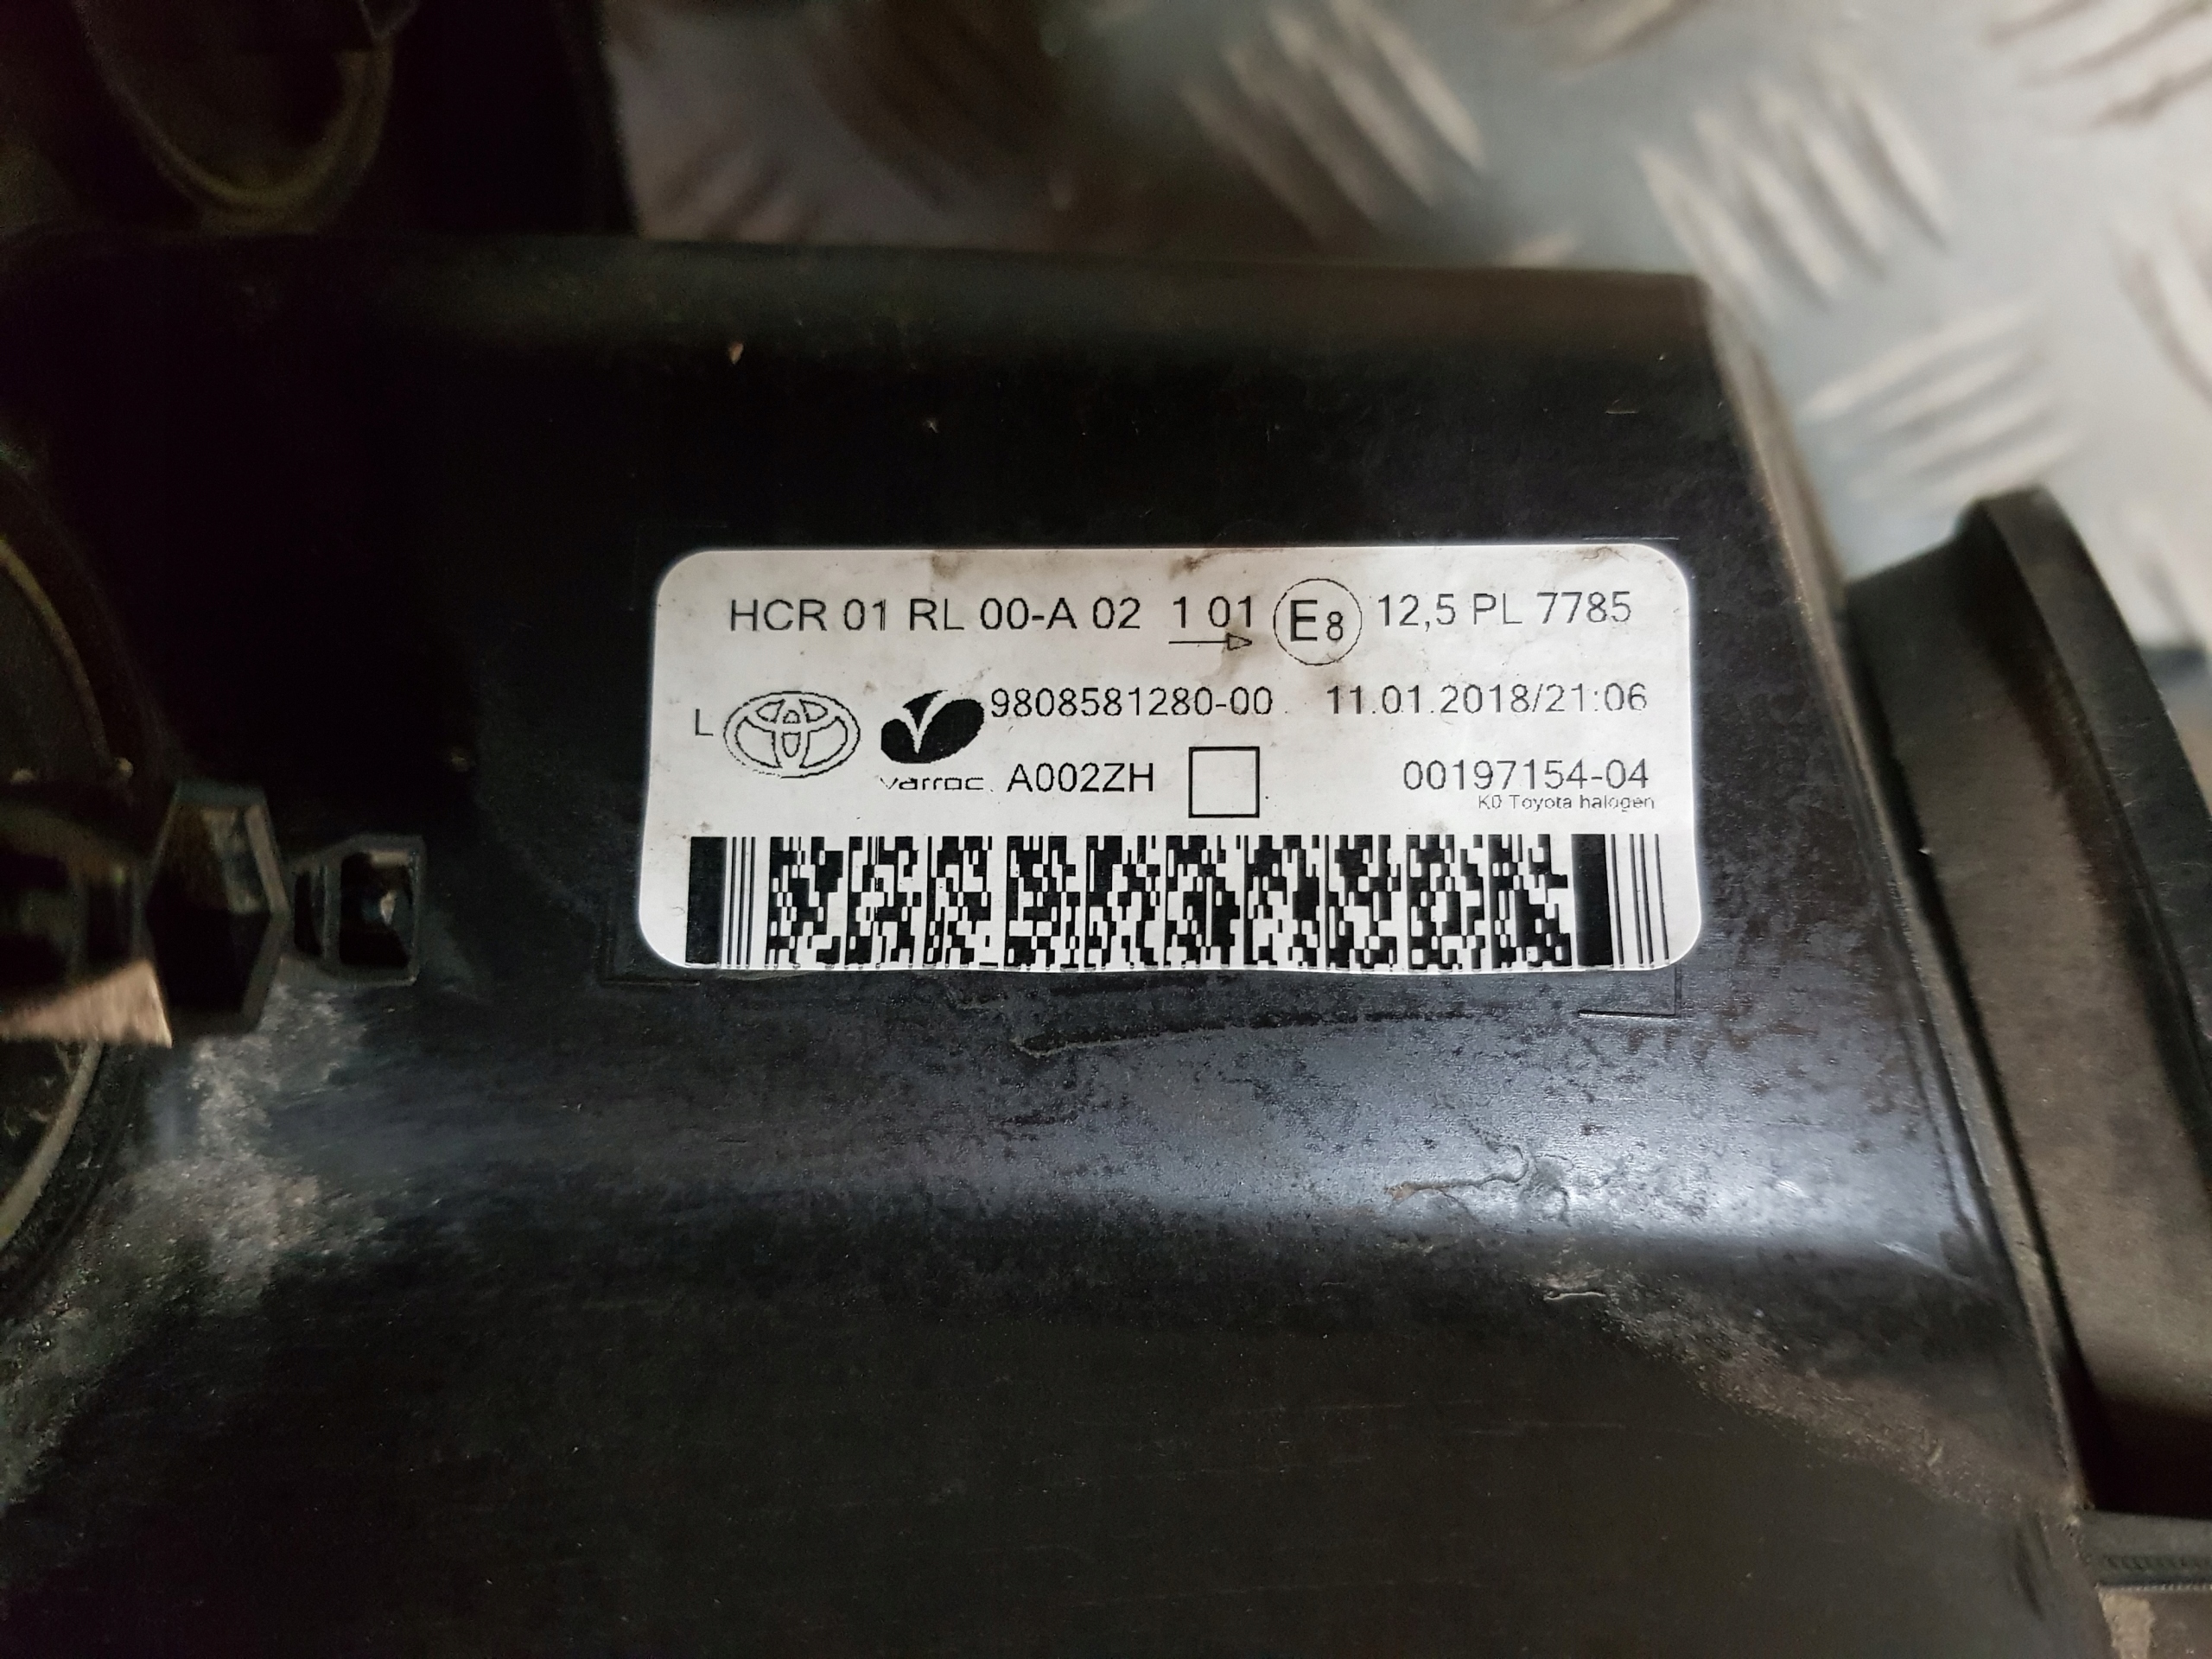 HCR 01 RL 00-A 02 1 01 E8 12,5 PL 7785
L 9808581280-00 11.01.2018/21:06
varroc A002ZH 00197154-04
K0 Toyota halogen